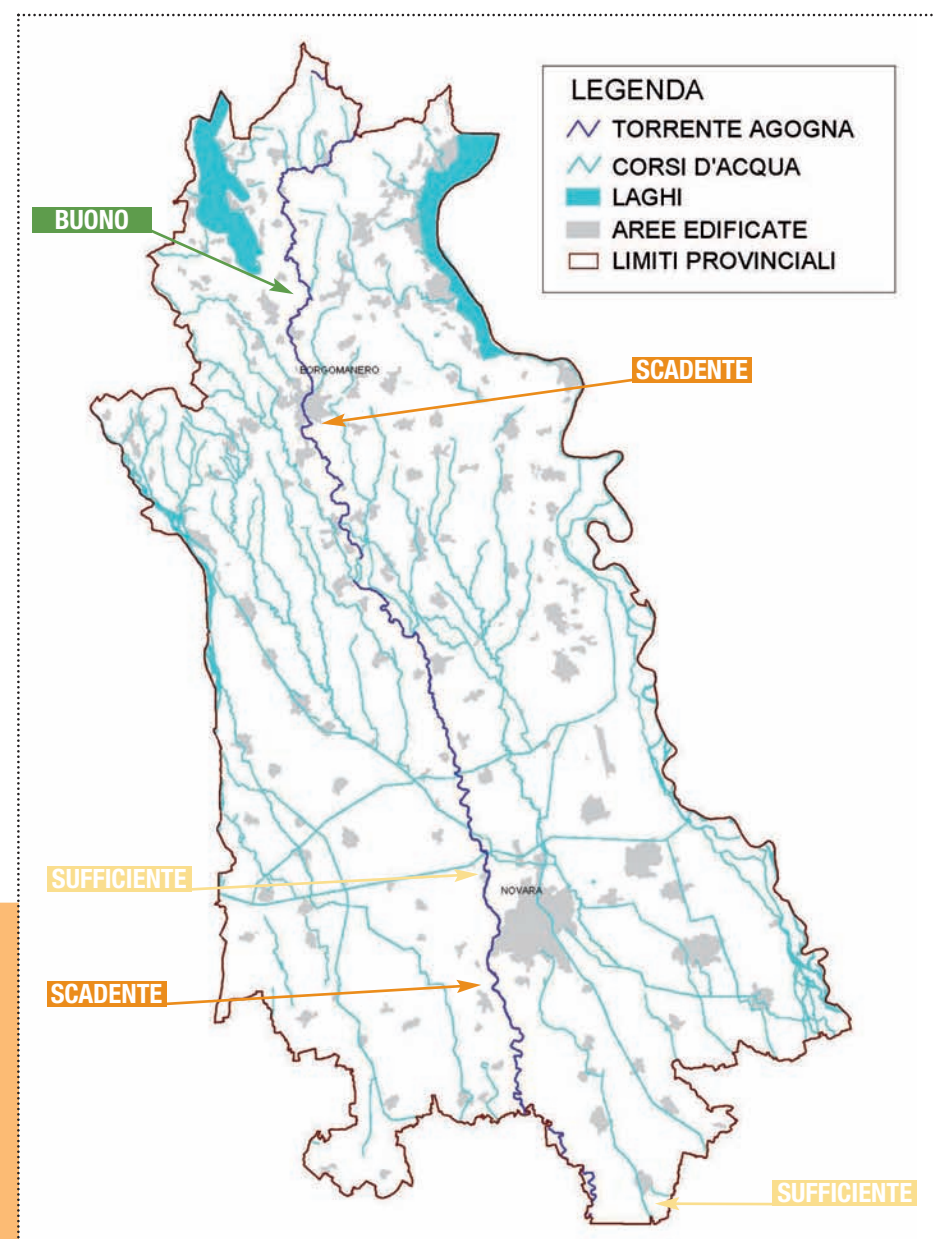 LEGENDA
TORRENTE AGOGNA
CORSI D'ACQUA
LAGHI
AREE EDIFICATE
LIMITI PROVINCIALI
BUONO
BORGOMANERO
SCADENTE
SUFFICIENTE
NOVARA
SCADENTE
SUFFICIENTE